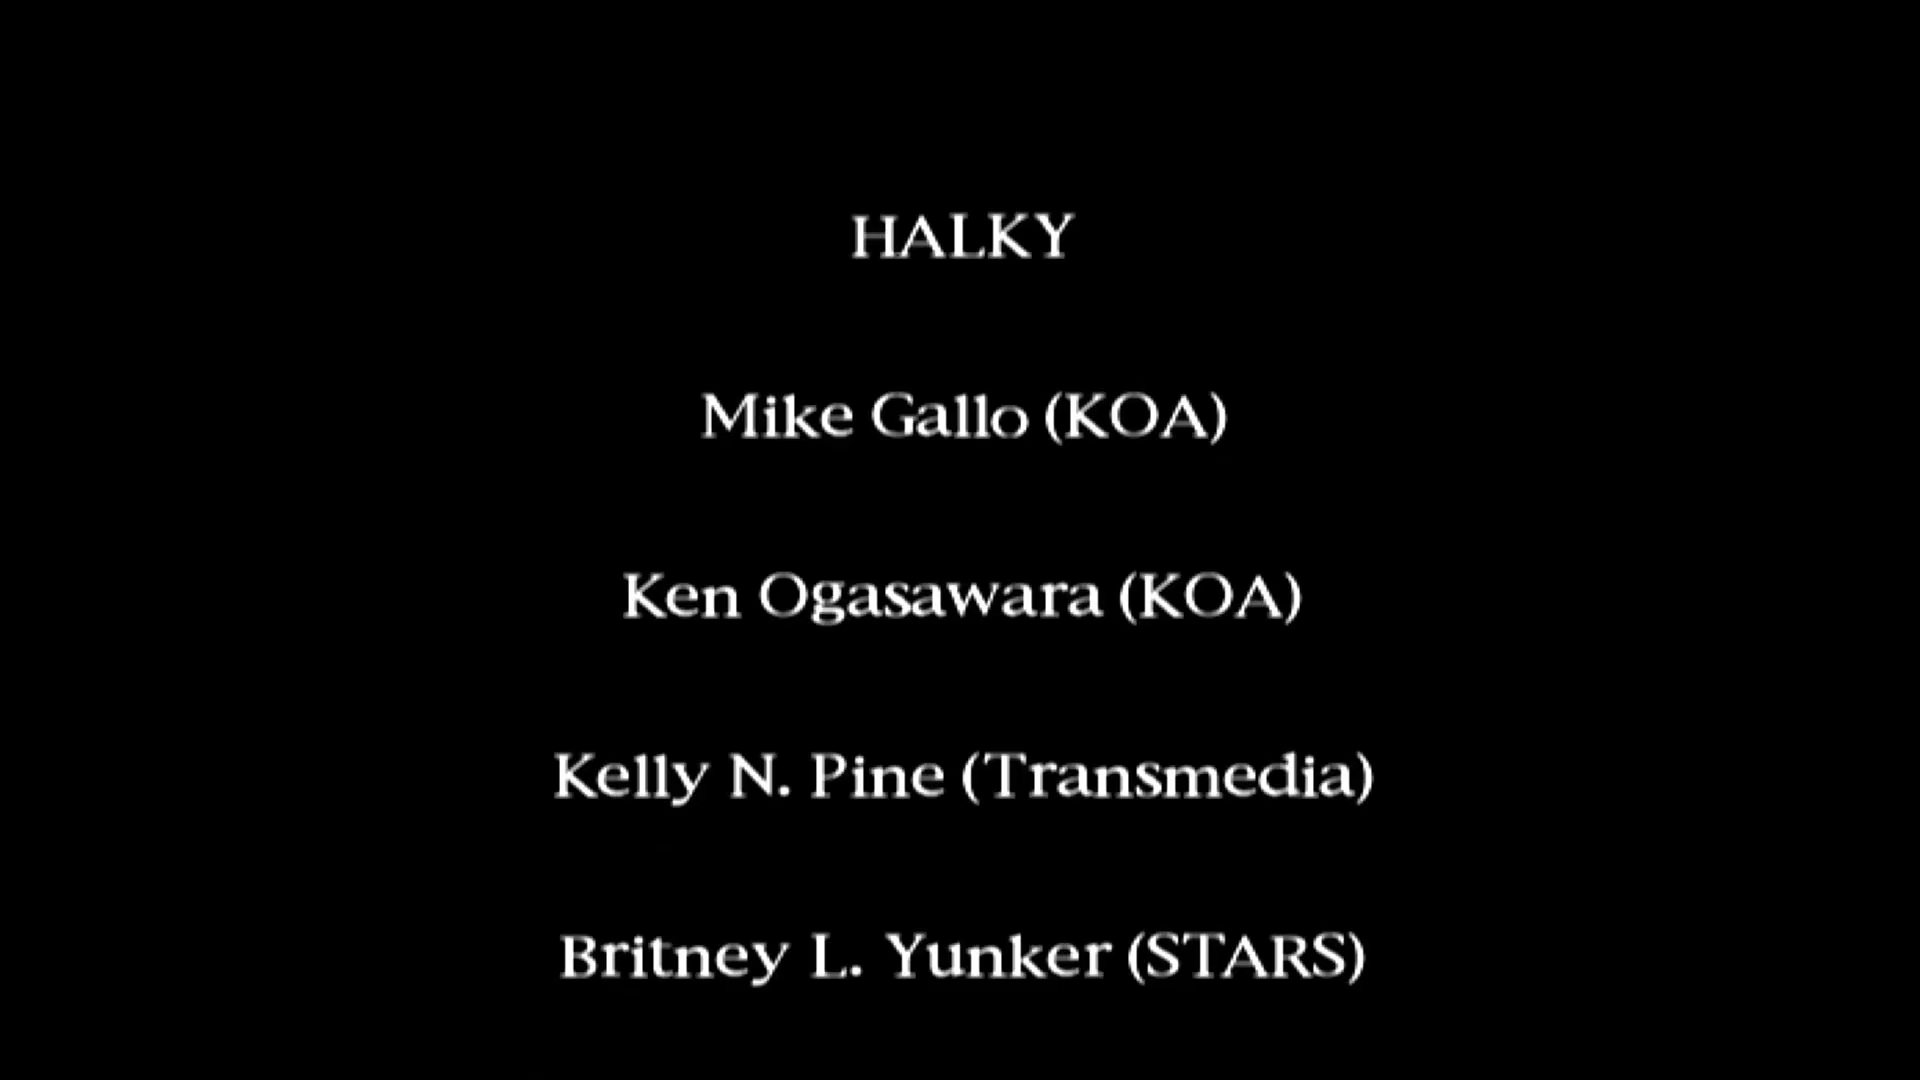 HALKY
Mike Gallo (KOA)
Ken Ogasawara (KOA)
Kelly N. Pine (Transmedia)
Britney L. Yunker (STARS)